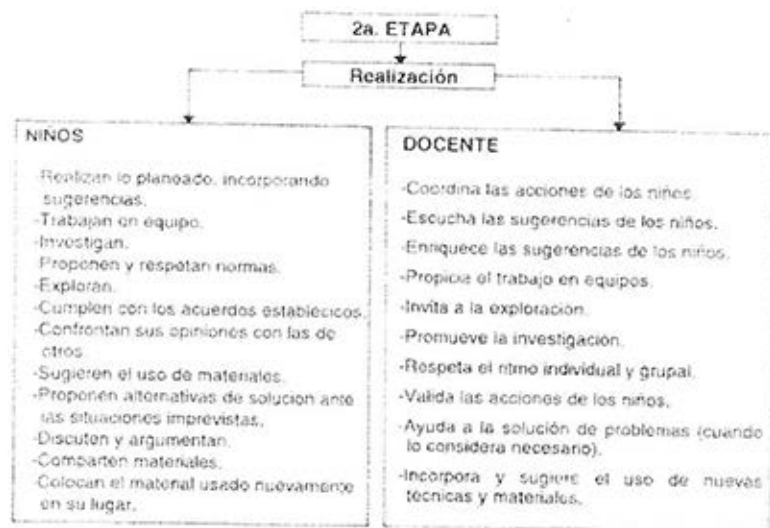 2a. ETAPA
Realización
NIÑOS
-Realizan lo planeado, incorporando
sugerencias.
-Trabajan en equipo.
-Investigan.
-Proponen y respetan normas.
-Exploran.
-Cumplen con los acuerdos establecicos.
-Confrontan sus opiniones con las de
otros.
-Sugieren el uso de materiales.
-Proponen alternativas de solución ante
las situaciones imprevistas.
-Discuten y argumentan.
-Comparten materiales.
-Colocan el material usado nuevamente
en su lugar.
DOCENTE
-Coordina las acciones de los niños.
-Escucha las sugerencias de los niños.
-Enriquece las sugerencias de los niños.
-Propicia el trabajo en equipos.
-Invita a la exploración.
-Promueve la investigación.
-Respeta el ritmo individual y grupal.
-Valida las acciones de los niños.
-Ayuda a la solución de problemas (cuando
lo considera necesario).
-Incorpora y sugiere el uso de nuevas
técnicas y materiales.